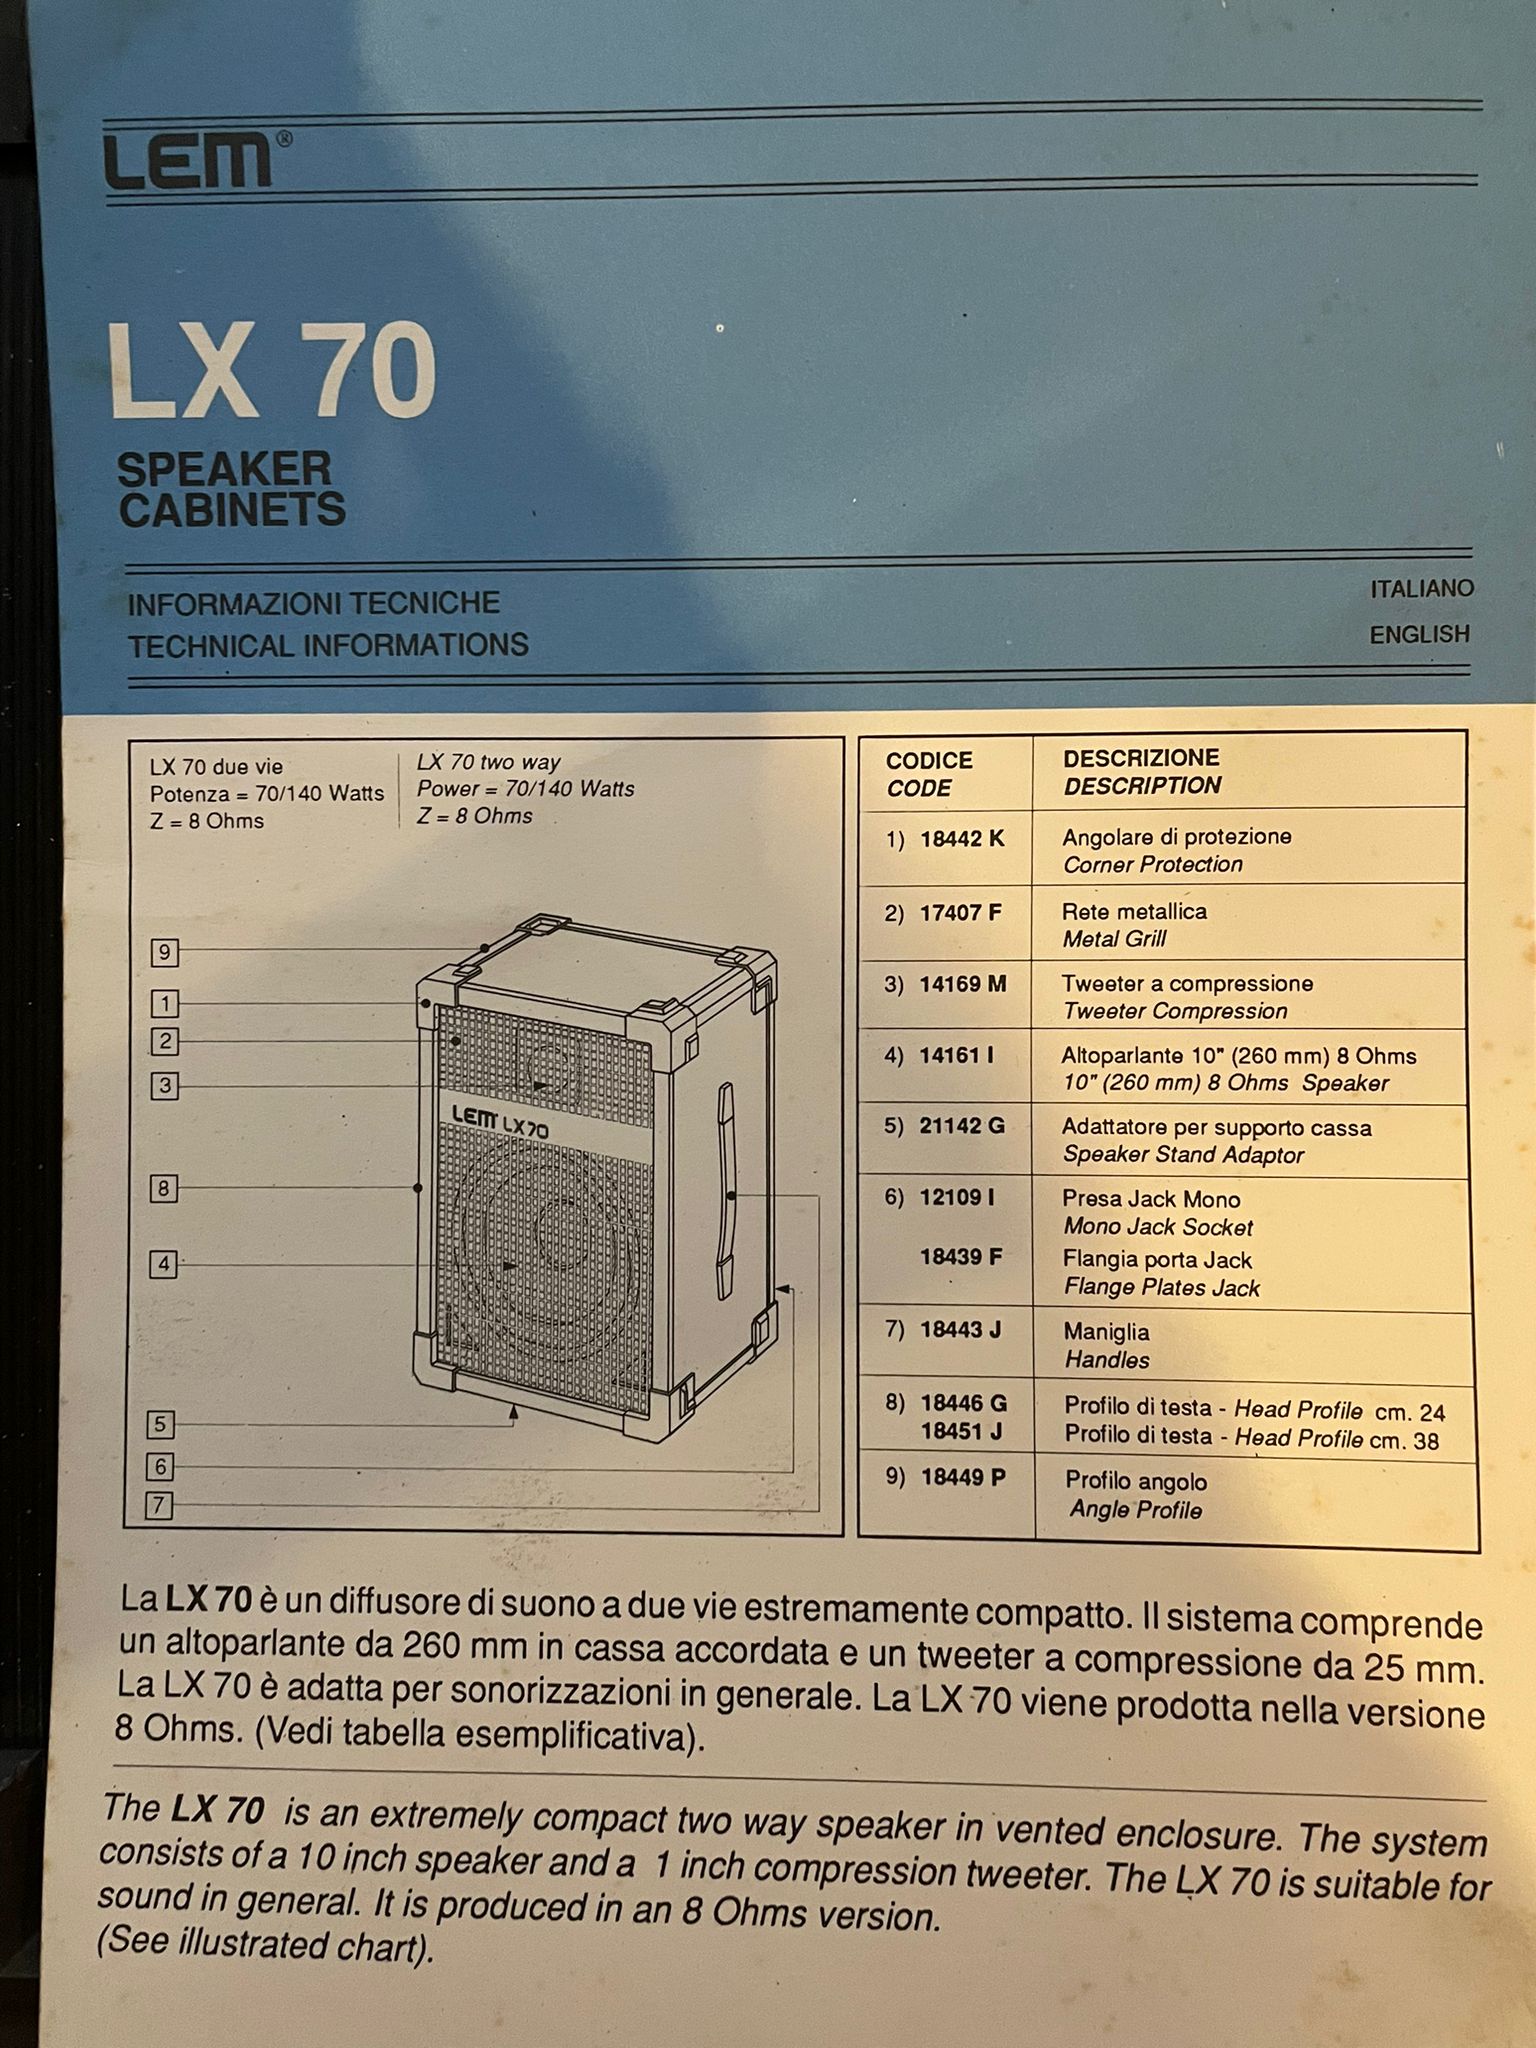 LEM®
LX 70
SPEAKER
CABINETS
INFORMAZIONI TECNICHE
ITALIANO
TECHNICAL INFORMATIONS
ENGLISH
LX 70 due vie
Potenza = 70/140 Watts
Z = 8 Ohms
LX 70 two way
Power = 70/140 Watts
Z = 8 Ohms
9
1
2
3
8
4
5
6
7
LEM LX70
CODICE
CODE
DESCRIZIONE
DESCRIPTION
1) 18442 K
Angolare di protezione
Corner Protection
2) 17407 F
Rete metallica
Metal Grill
3) 14169 M
Tweeter a compressione
Tweeter Compression
4) 14161 I
Altoparlante 10" (260 mm) 8 Ohms
10" (260 mm) 8 Ohms Speaker
5) 21142 G
Adattatore per supporto cassa
Speaker Stand Adaptor
6) 12109 I
Presa Jack Mono
Mono Jack Socket
18439 F
Flangia porta Jack
Flange Plates Jack
7) 18443 J
Maniglia
Handles
8) 18446 G
Profilo di testa - Head Profile cm. 24
18451 J
Profilo di testa - Head Profile cm. 38
9) 18449 P
Profilo angolo
Angle Profile
La LX 70 è un diffusore di suono a due vie estremamente compatto. Il sistema comprende
un altoparlante da 260 mm in cassa accordata e un tweeter a compressione da 25 mm.
La LX 70 è adatta per sonorizzazioni in generale. La LX 70 viene prodotta nella versione
8 Ohms. (Vedi tabella esemplificativa).
The LX 70 is an extremely compact two way speaker in vented enclosure. The system
consists of a 10 inch speaker and a 1 inch compression tweeter. The LX 70 is suitable for
sound in general. It is produced in an 8 Ohms version.
(See illustrated chart).